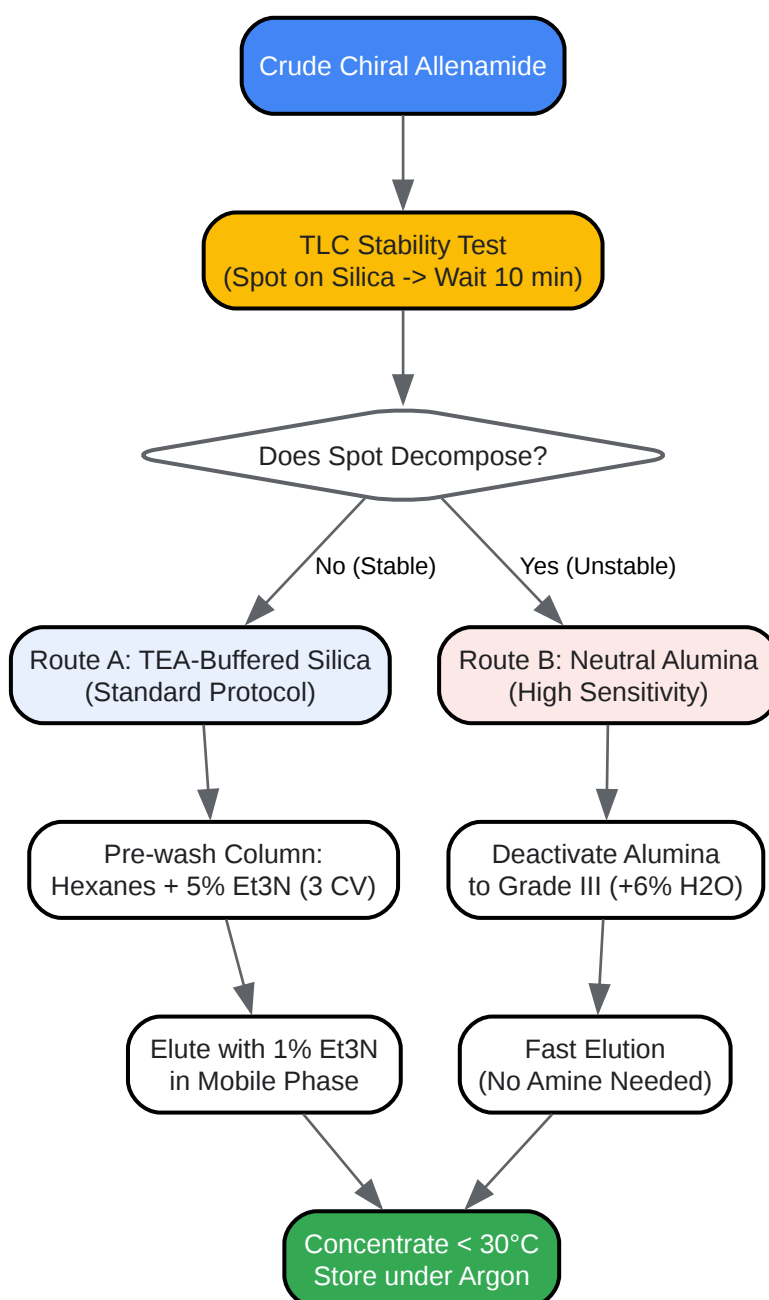 Crude Chiral Allenamide
TLC Stability Test
(Spot on Silica -> Wait 10 min)
Does Spot Decompose?
No (Stable)
Yes (Unstable)
Route A: TEA-Buffered Silica
(Standard Protocol)
Route B: Neutral Alumina
(High Sensitivity)
Pre-wash Column:
Hexanes + 5% Et3N (3 CV)
Deactivate Alumina
to Grade III (+6% H2O)
Elute with 1% Et3N
in Mobile Phase
Fast Elution
(No Amine Needed)
Concentrate < 30°C
Store under Argon